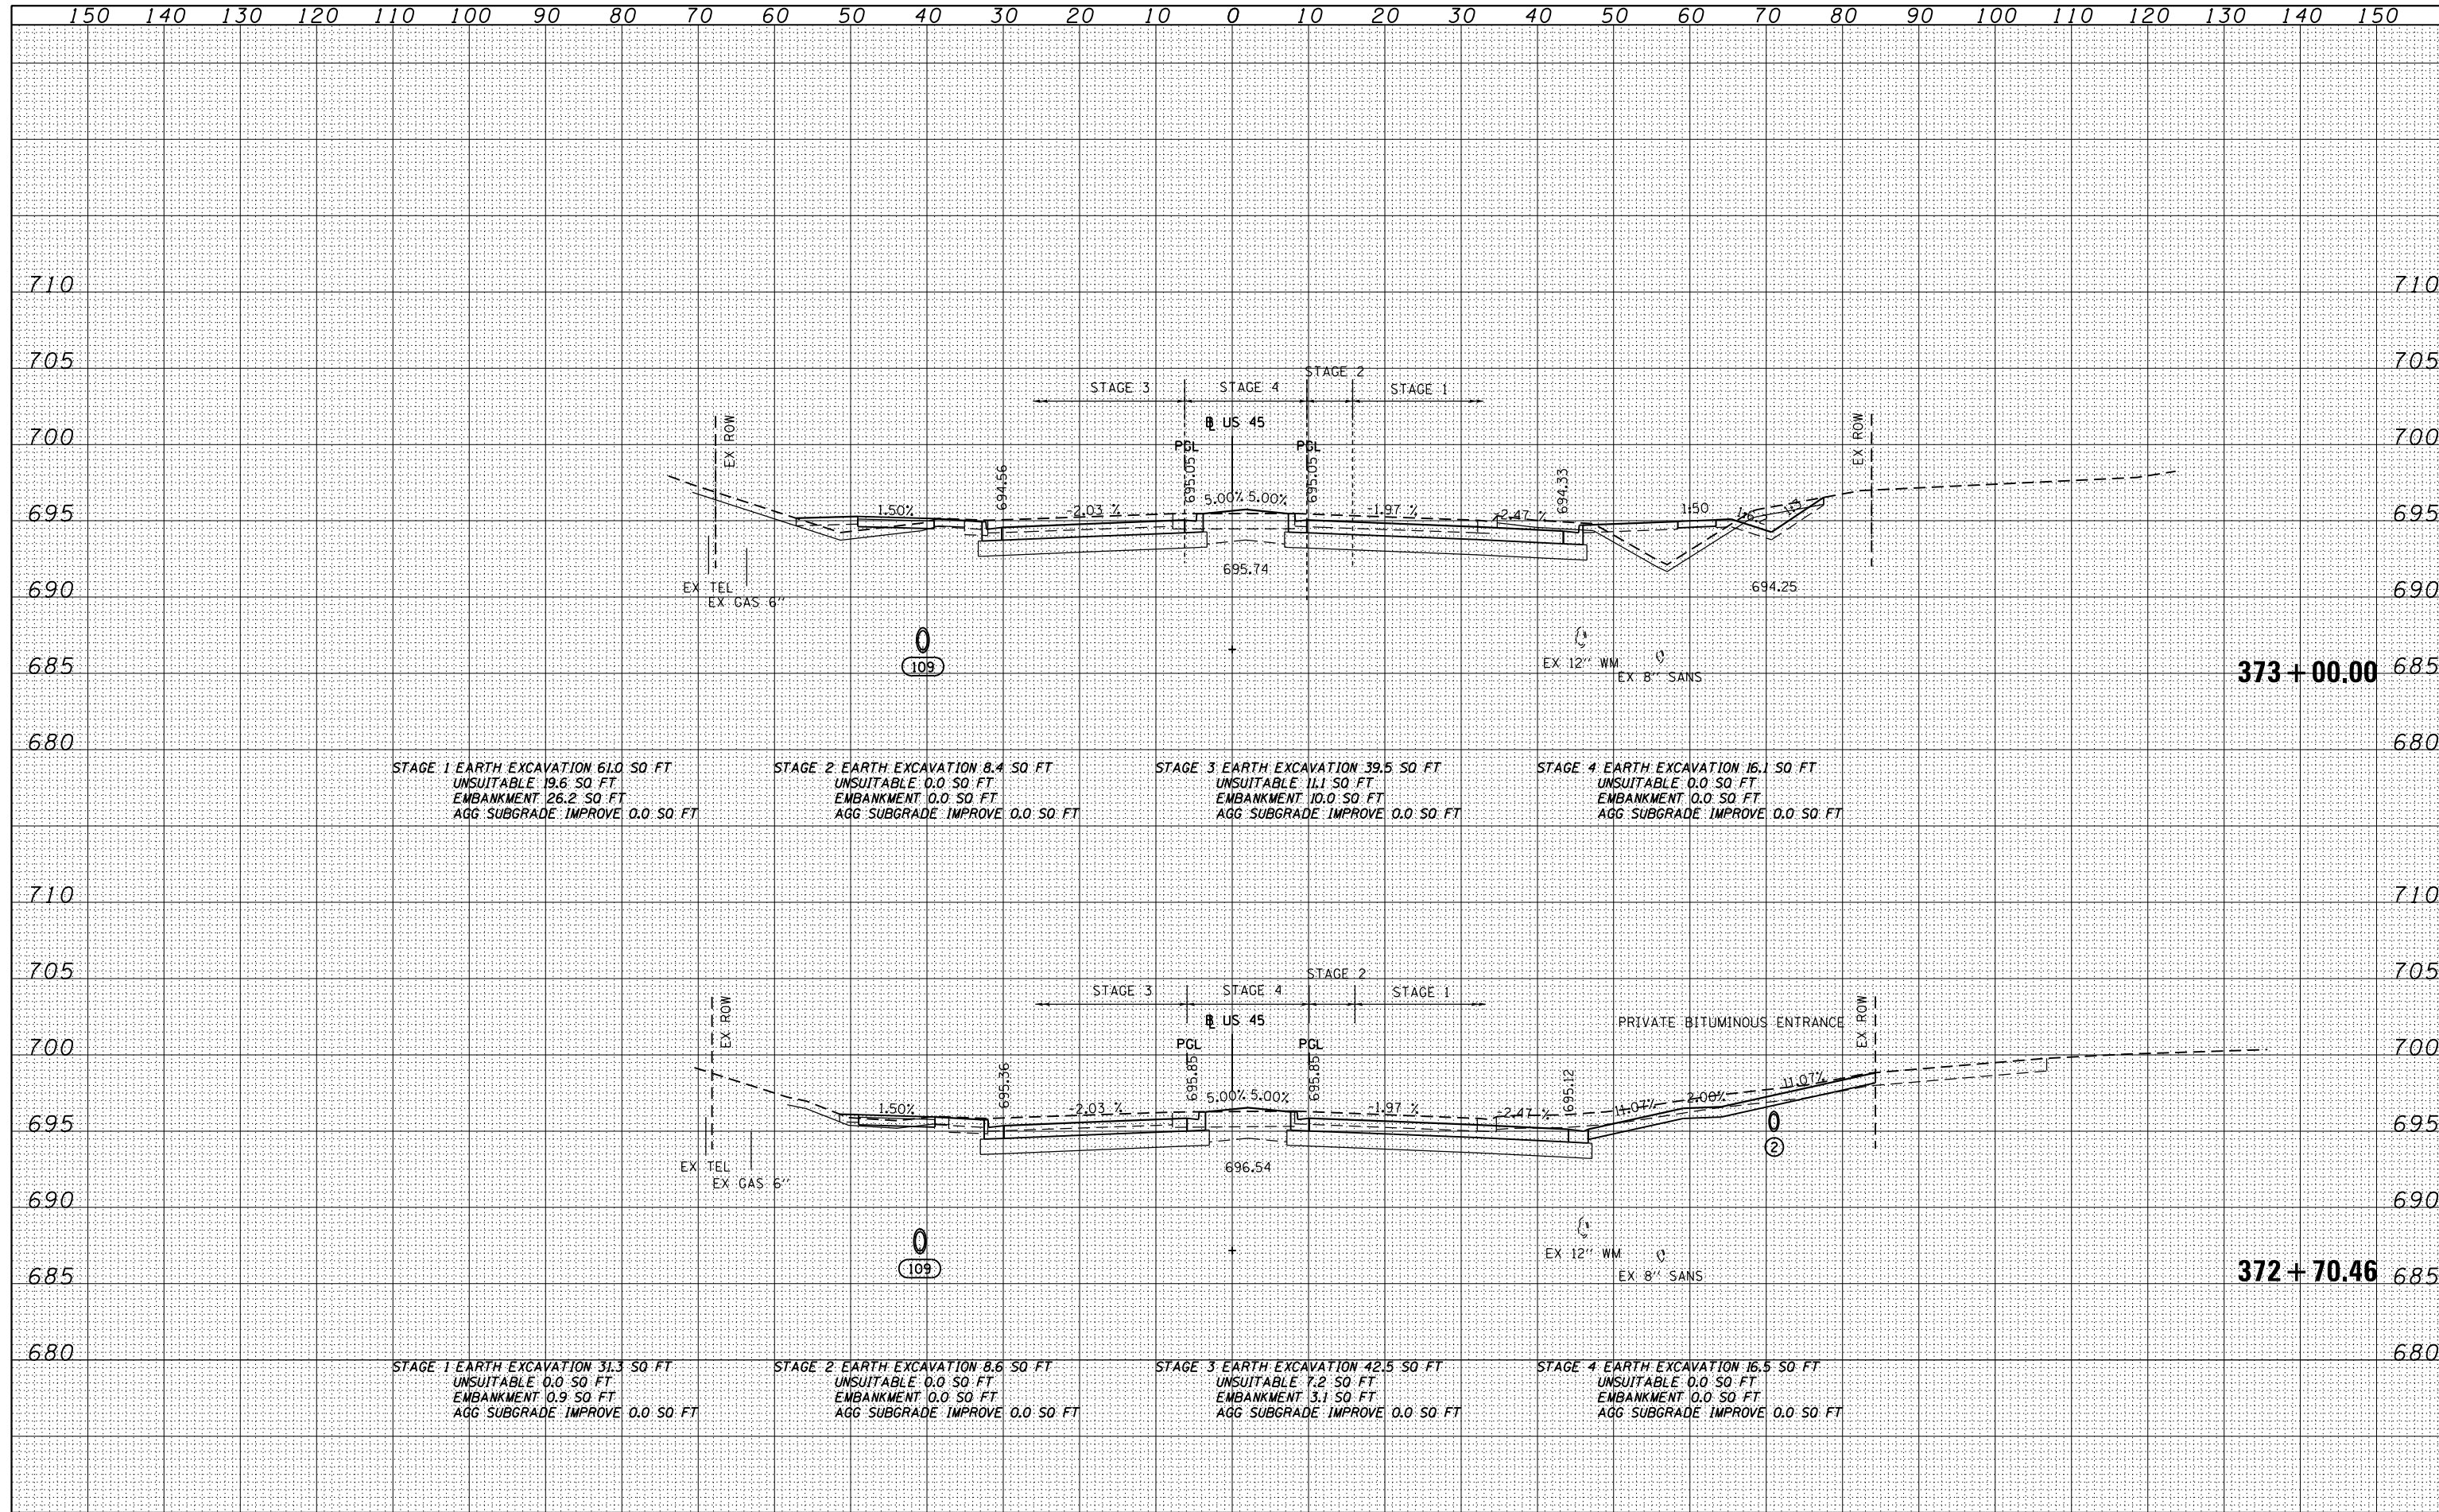 150 140 130 120 110 100 90 80 70 60 50 40 30 20 10 0 10 20 30 40 50 60 70 80 90 100 110 120 130 140 150
710 710
705 705
STAGE 2
STAGE 3 STAGE 4 STAGE 1
700 700
EX ROW
℄ US 45
EX ROW
PGL PGL
694.56 695.05 695.05 694.33
695 695
1.50% -2.03 % 5.00% 5.00% -1.97 % -2.47 % 1:50
695.74
690 690
EX TEL
EX GAS 6''
694.25
685 685
109
EX 12'' WM
EX 8'' SANS
373+00.00
680 680
STAGE 1 EARTH EXCAVATION 61.0 SQ FT
UNSUITABLE 19.6 SQ FT
EMBANKMENT 26.2 SQ FT
AGG SUBGRADE IMPROVE 0.0 SQ FT
STAGE 2 EARTH EXCAVATION 8.4 SQ FT
UNSUITABLE 0.0 SQ FT
EMBANKMENT 0.0 SQ FT
AGG SUBGRADE IMPROVE 0.0 SQ FT
STAGE 3 EARTH EXCAVATION 39.5 SQ FT
UNSUITABLE 11.1 SQ FT
EMBANKMENT 10.0 SQ FT
AGG SUBGRADE IMPROVE 0.0 SQ FT
STAGE 4 EARTH EXCAVATION 16.1 SQ FT
UNSUITABLE 0.0 SQ FT
EMBANKMENT 0.0 SQ FT
AGG SUBGRADE IMPROVE 0.0 SQ FT
710 710
705 705
STAGE 2
STAGE 3 STAGE 4 STAGE 1
EX ROW
℄ US 45
PRIVATE BITUMINOUS ENTRANCE
EX ROW
700 700
PGL PGL
695.36 695.85 695.85 695.12
695 695
1.50% -2.03 % 5.00% 5.00% -1.97 % -2.47 % 11.07% 2.00% 11.07%
2
696.54
EX TEL
EX GAS 6''
690 690
109
EX 12'' WM
EX 8'' SANS
372+70.46
685 685
680 680
STAGE 1 EARTH EXCAVATION 31.3 SQ FT
UNSUITABLE 0.0 SQ FT
EMBANKMENT 0.9 SQ FT
AGG SUBGRADE IMPROVE 0.0 SQ FT
STAGE 2 EARTH EXCAVATION 8.6 SQ FT
UNSUITABLE 0.0 SQ FT
EMBANKMENT 0.0 SQ FT
AGG SUBGRADE IMPROVE 0.0 SQ FT
STAGE 3 EARTH EXCAVATION 42.5 SQ FT
UNSUITABLE 7.2 SQ FT
EMBANKMENT 3.1 SQ FT
AGG SUBGRADE IMPROVE 0.0 SQ FT
STAGE 4 EARTH EXCAVATION 16.5 SQ FT
UNSUITABLE 0.0 SQ FT
EMBANKMENT 0.0 SQ FT
AGG SUBGRADE IMPROVE 0.0 SQ FT